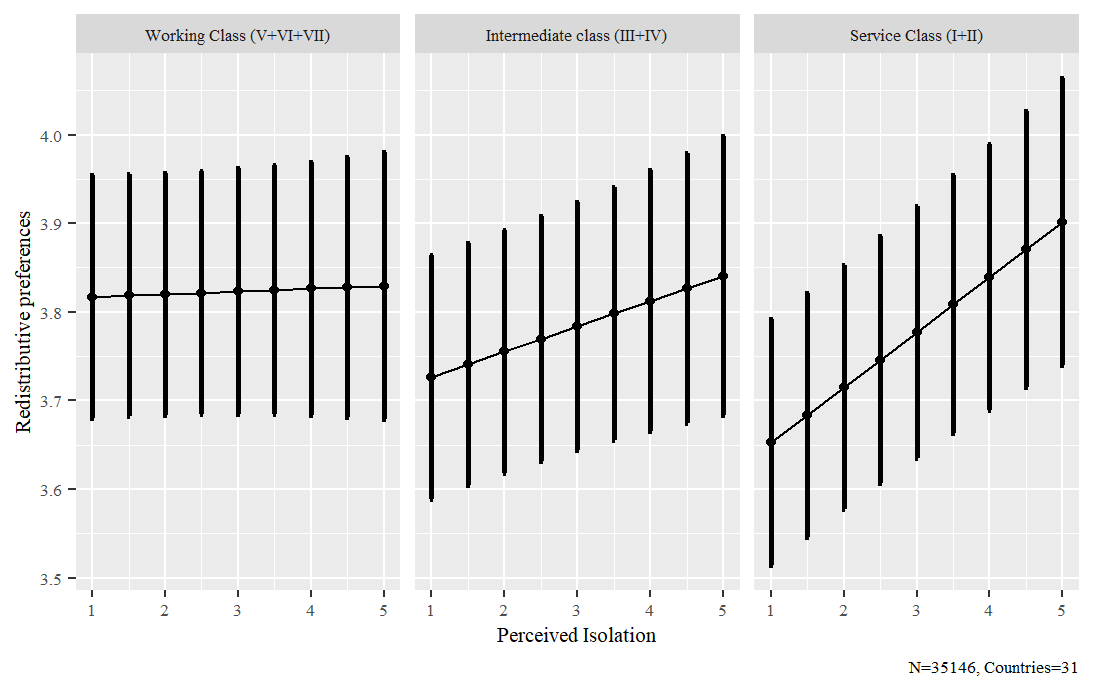 Working Class (V+VI+VII)
Intermediate class (III+IV)
Service Class (I+II)
Redistributive preferences
4.0
3.9
3.8
3.7
3.6
3.5
1 2 3 4 5
1 2 3 4 5
1 2 3 4 5
Perceived Isolation
N=35146, Countries=31